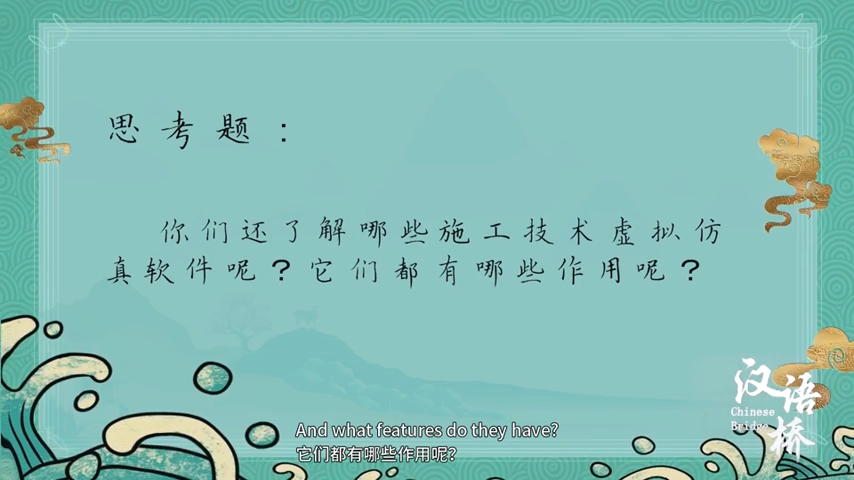 思考题：
你们还了解哪些施工技术虚拟仿
真软件呢？它们都有哪些作用呢？
汉语桥
Chinese
Bridge
And what features do they have?
它们都有哪些作用呢？